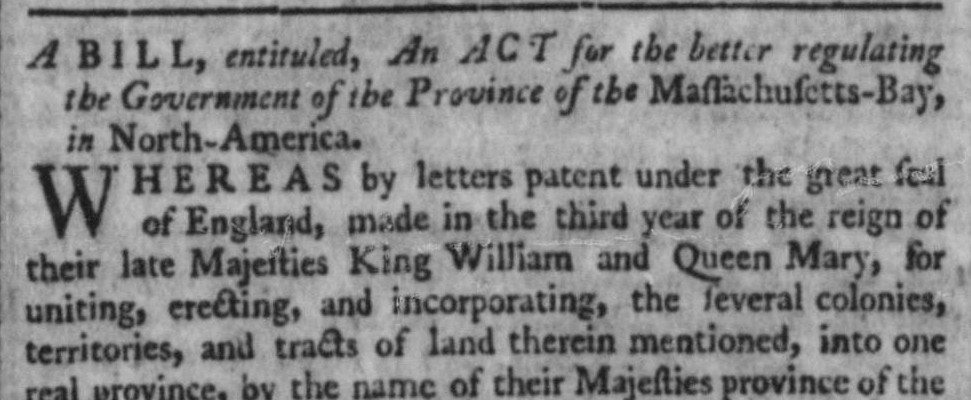 A BILL, entituled, An ACT for the better regulating
the Government of the Province of the Maſſachuſetts-Bay,
in North-America.
WHEREAS by letters patent under the great ſeal
of England, made in the third year of the reign of
their late Majeſties King William and Queen Mary, for
uniting, erecting, and incorporating, the ſeveral colonies,
territories, and tracts of land therein mentioned, into one
real province, by the name of their Majeſties province of the